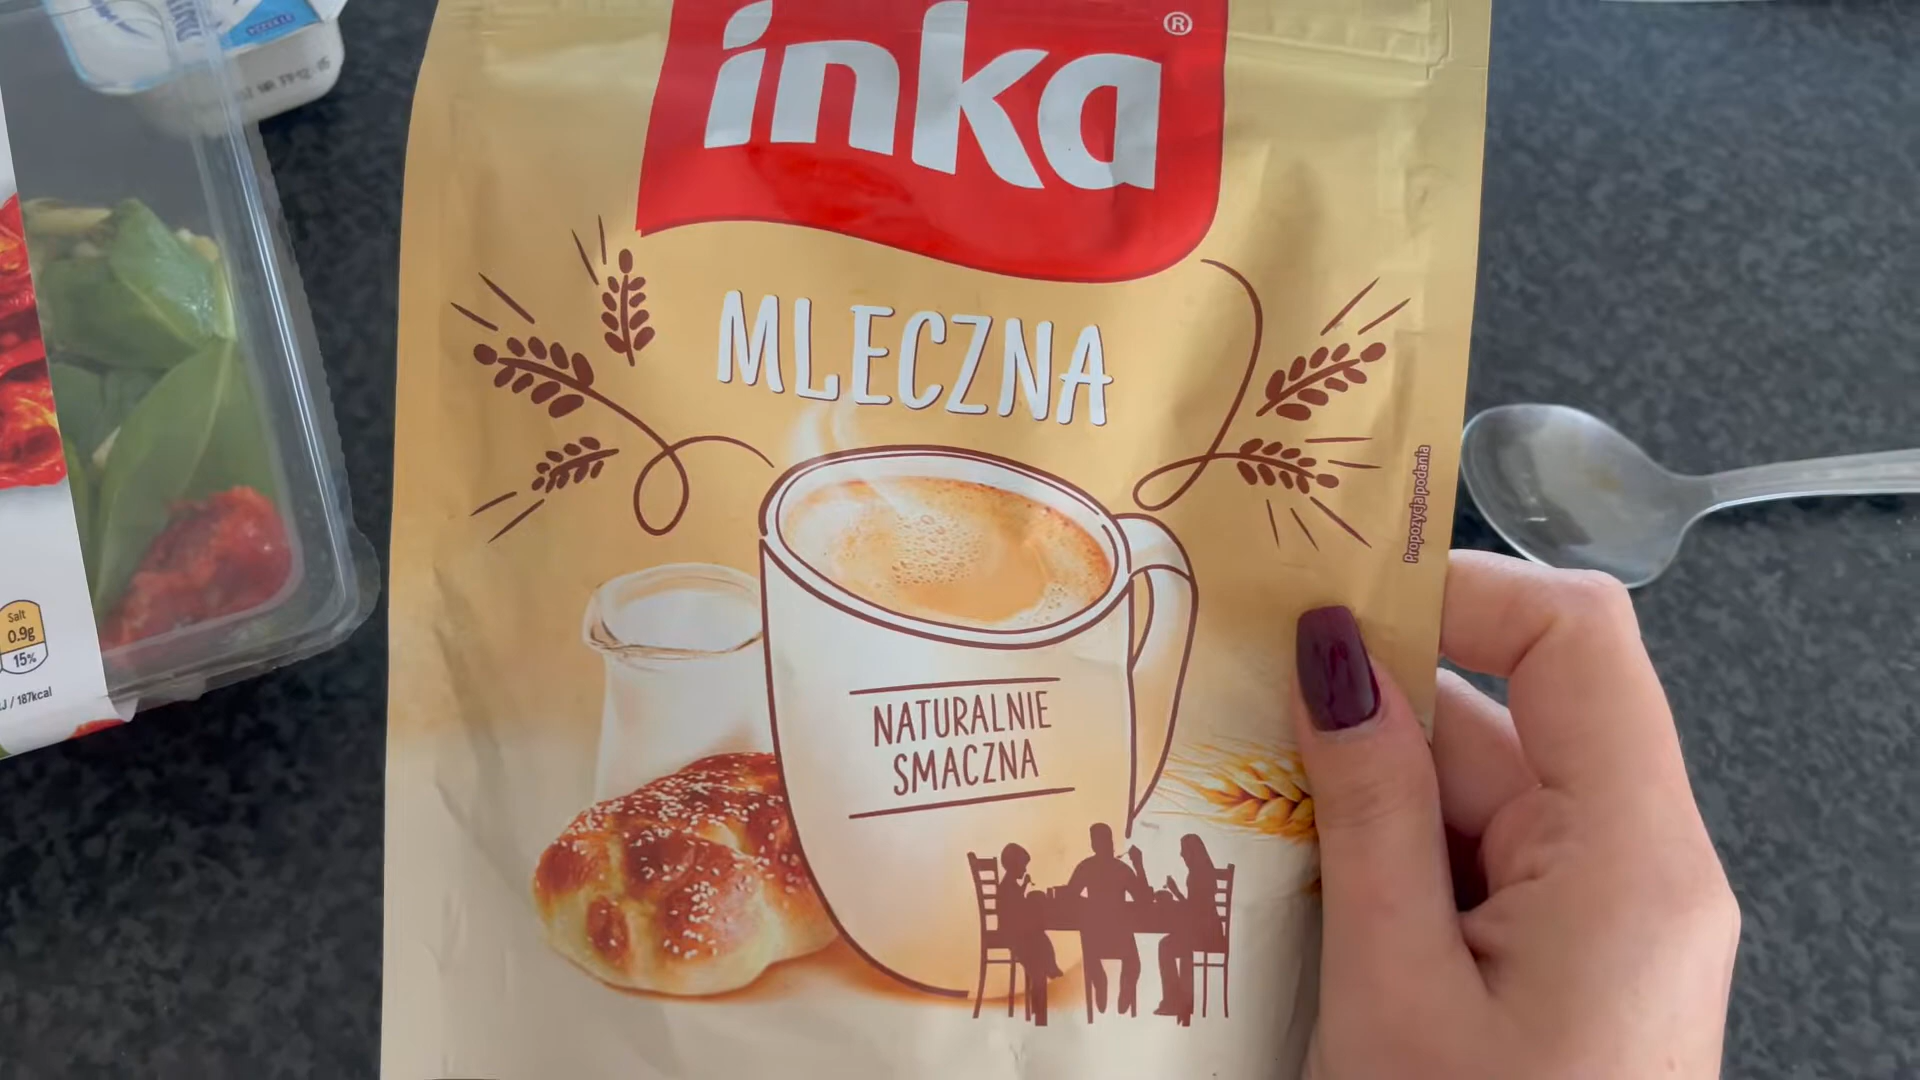 inka®
MLECZNA
Propozycja podania
NATURALNIE
SMACZNA
Salt
0.9g
15%
/ 187kcal